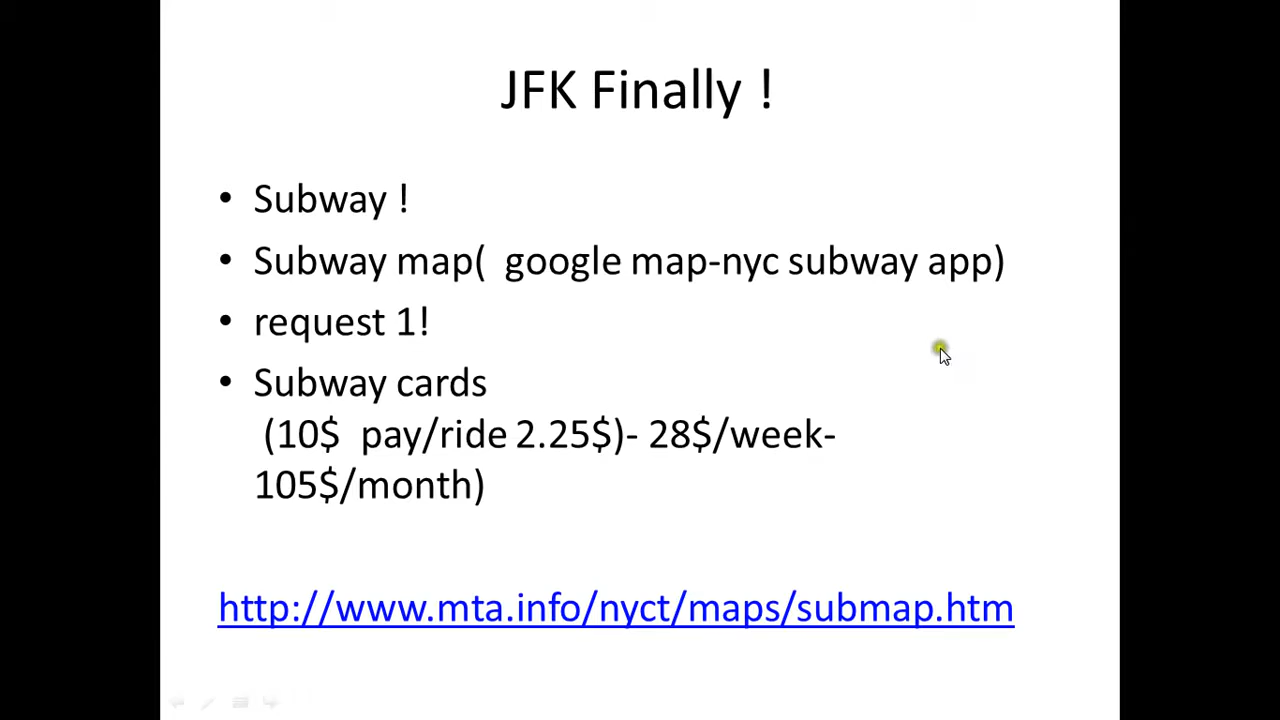 JFK Finally !
• Subway !
• Subway map(  google map-nyc subway app)
• request 1!
• Subway cards
(10$  pay/ride 2.25$)- 28$/week-
105$/month)
http://www.mta.info/nyct/maps/submap.htm